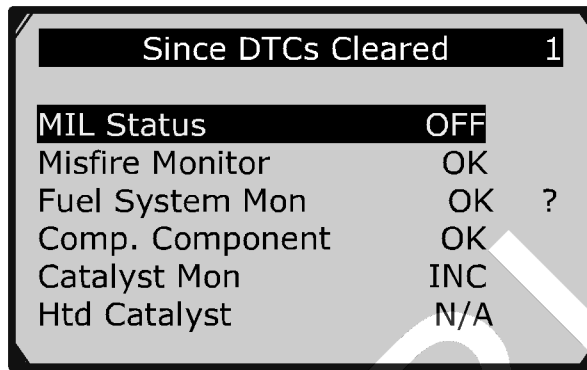 Since DTCs Cleared 1
MIL Status OFF
Misfire Monitor OK
Fuel System Mon OK ?
Comp. Component OK
Catalyst Mon INC
Htd Catalyst N/A